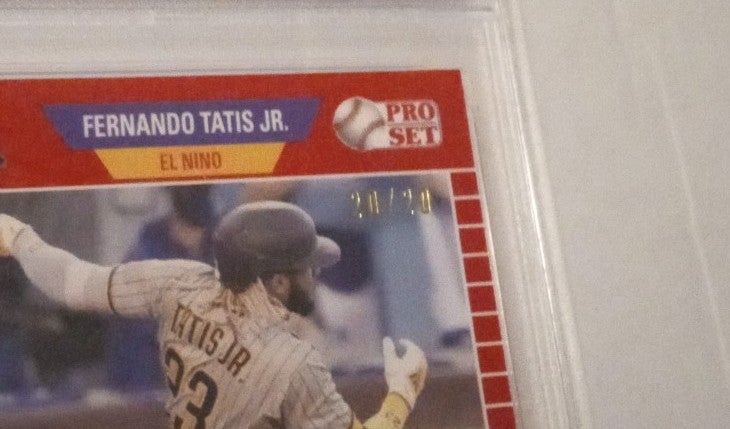 FERNANDO TATIS JR.
EL NINO
PRO
SET
20/20
TATIS JR.
23